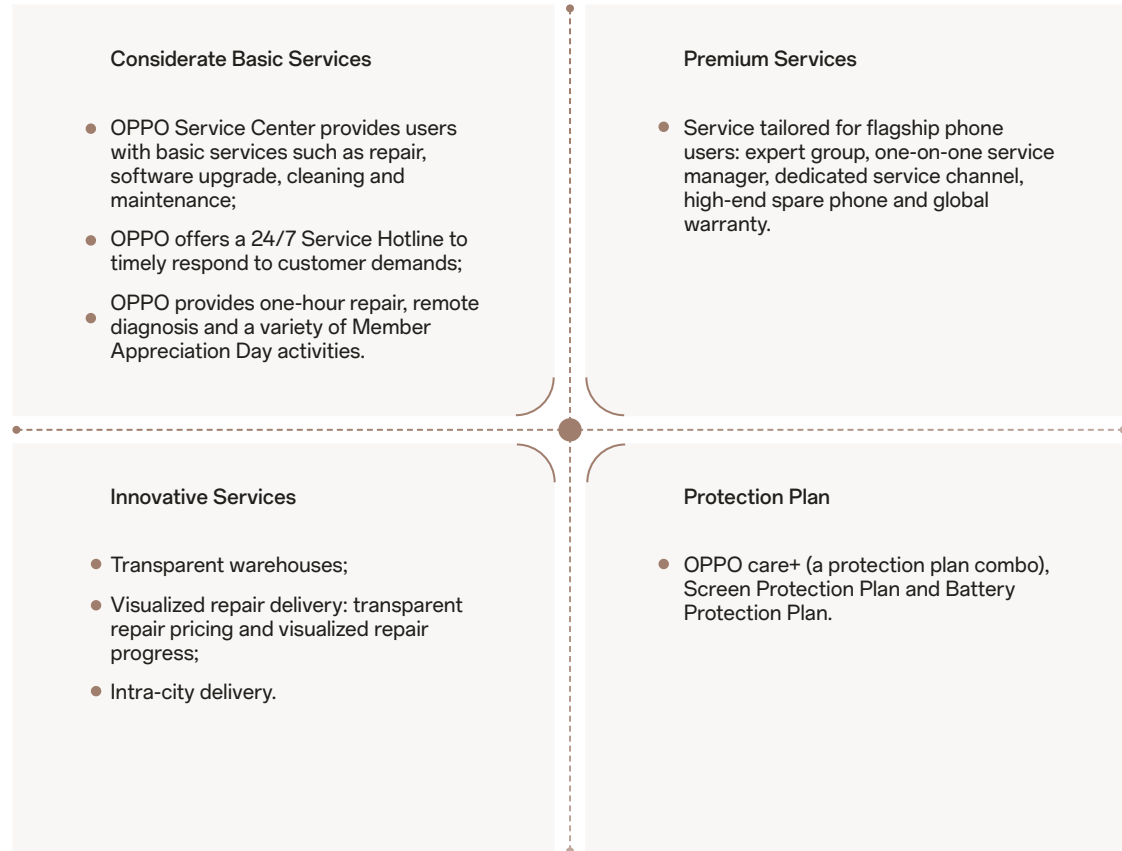 Considerate Basic Services
OPPO Service Center provides users
with basic services such as repair,
software upgrade, cleaning and
maintenance;
OPPO offers a 24/7 Service Hotline to
timely respond to customer demands;
OPPO provides one-hour repair, remote
diagnosis and a variety of Member
Appreciation Day activities.
Premium Services
Service tailored for flagship phone
users: expert group, one-on-one service
manager, dedicated service channel,
high-end spare phone and global
warranty.
Innovative Services
Transparent warehouses;
Visualized repair delivery: transparent
repair pricing and visualized repair
progress;
Intra-city delivery.
Protection Plan
OPPO care+ (a protection plan combo),
Screen Protection Plan and Battery
Protection Plan.